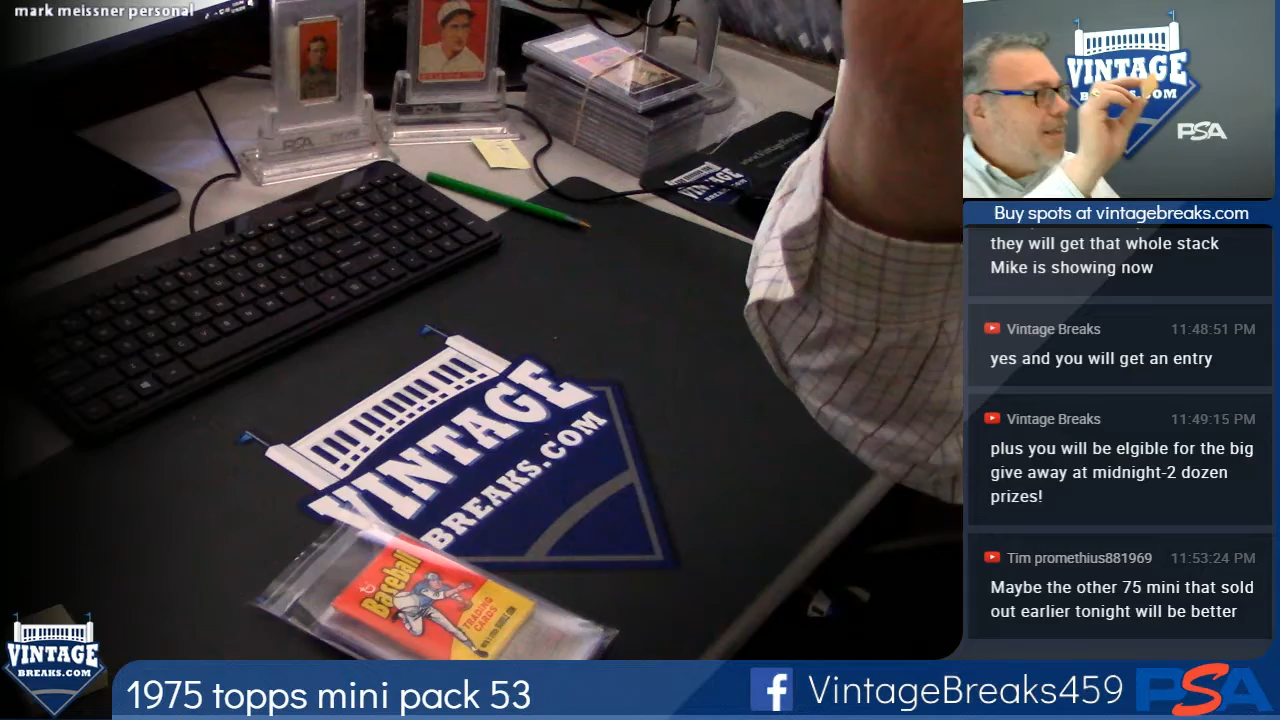 mark meissner personal
VINTAGE
BREAKS.COM
PSA
Buy spots at vintagebreaks.com
they will get that whole stack
Mike is showing now
Vintage Breaks
11:48:51 PM
yes and you will get an entry
Vintage Breaks
11:49:15 PM
plus you will be elgible for the big
give away at midnight-2 dozen
prizes!
Tim promethius881969
11:53:24 PM
Maybe the other 75 mini that sold
out earlier tonight will be better
PSA
VINTAGE
VINTAGE
BREAKS.COM
Baseball
TRADING
CARDS
VINTAGE
BREAKS.COM
1975 topps mini pack 53
VintageBreaks459
PSA